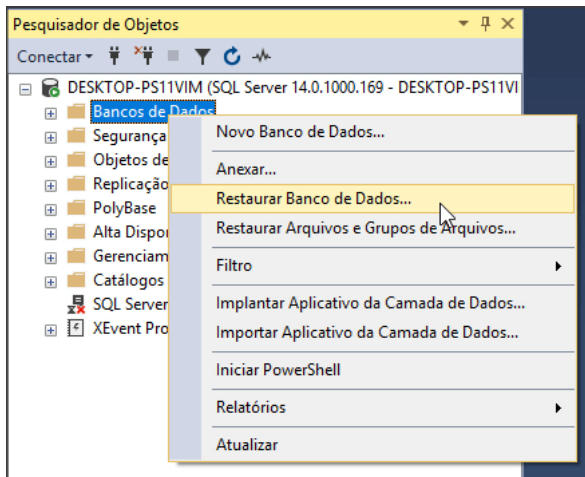 Pesquisador de Objetos
Conectar
DESKTOP-PS11VIM (SQL Server 14.0.1000.169 - DESKTOP-PS11VI
Bancos de Dados
Segurança
Objetos de
Replicação
PolyBase
Alta Dispor
Gerenciam
Catálogos
SQL Server
XEvent Pro
Novo Banco de Dados...
Anexar...
Restaurar Banco de Dados...
Restaurar Arquivos e Grupos de Arquivos...
Filtro
Implantar Aplicativo da Camada de Dados...
Importar Aplicativo da Camada de Dados...
Iniciar PowerShell
Relatórios
Atualizar